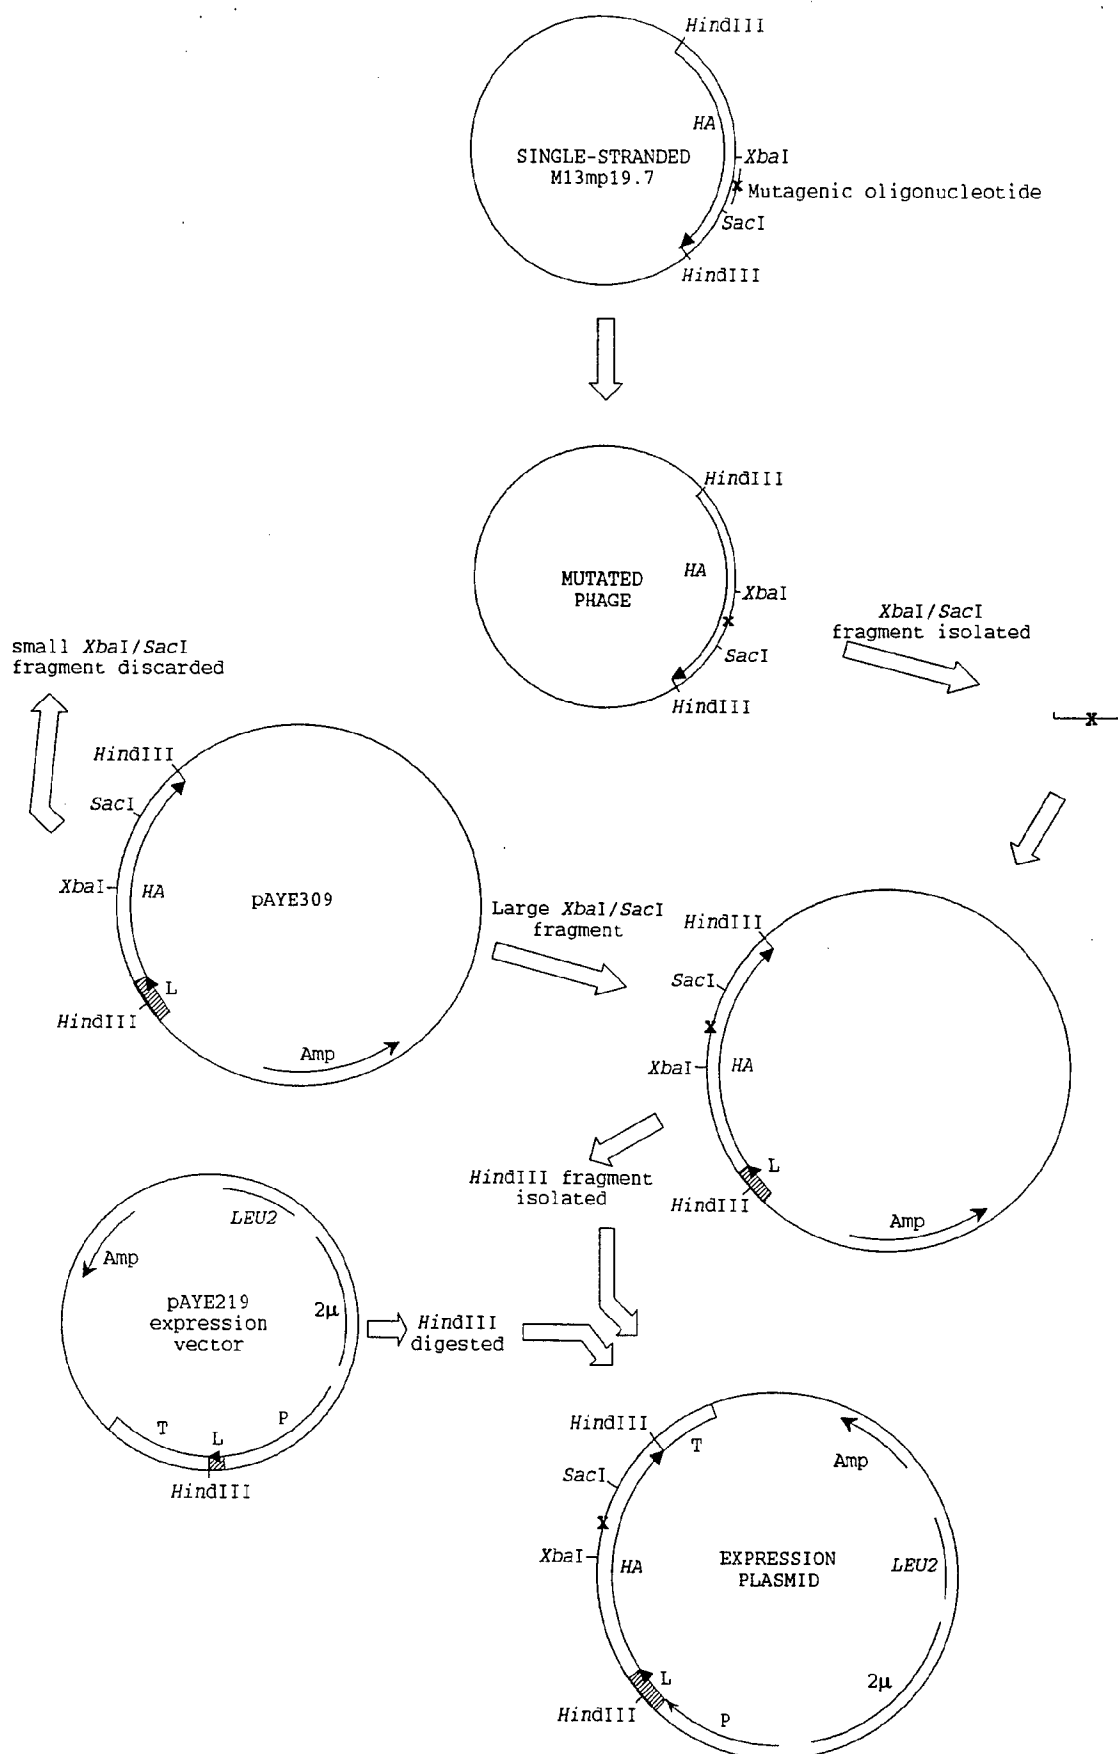 HindIII
HA
SINGLE-STRANDED
M13mp19.7
XbaI
x
Mutagenic oligonucleotide
SacI
HindIII
HindIII
HA
MUTATED
PHAGE
XbaI
x
SacI
HindIII
XbaI/SacI
fragment isolated
x
small XbaI/SacI
fragment discarded
HindIII
SacI
XbaI
HA
pAYE309
L
HindIII
Amp
Large XbaI/SacI
fragment
HindIII
SacI
x
XbaI
HA
L
HindIII
Amp
HindIII fragment
isolated
LEU2
Amp
pAYE219
expression
vector
2μ
T
L
P
HindIII
HindIII
digested
HindIII
T
SacI
x
XbaI
HA
Amp
EXPRESSION
PLASMID
LEU2
L
HindIII
P
2μ